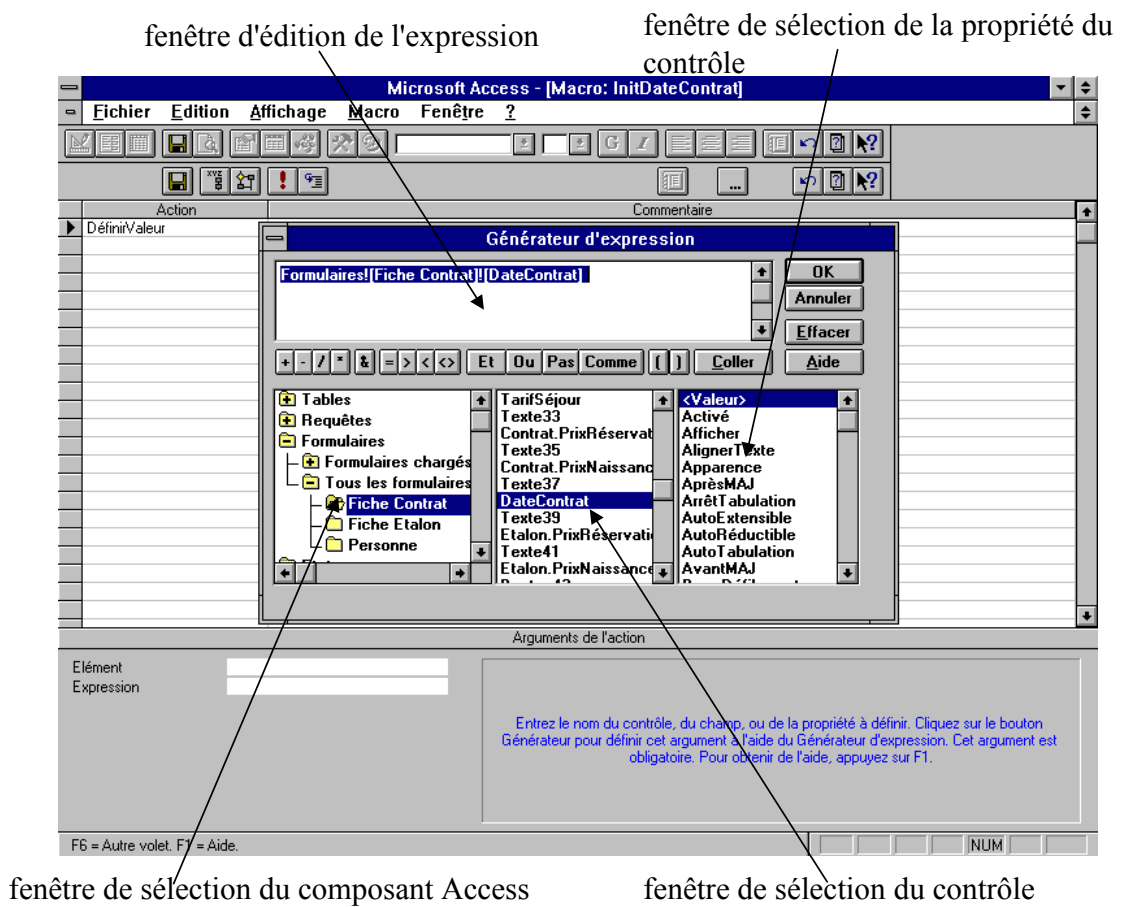 fenêtre d'édition de l'expression
fenêtre de sélection de la propriété du
contrôle
Microsoft Access - [Macro: InitDateContrat]
Fichier Edition Affichage Macro Fenêtre ?
G I
XYZ ...
Action Commentaire
DéfinirValeur
Générateur d'expression
Formulaires![Fiche Contrat]![DateContrat]
OK
Annuler
Effacer
+ - / * & = > < <> Et Ou Pas Comme ( ) Coller Aide
Tables
Requêtes
Formulaires
Formulaires chargés
Tous les formulaires
Fiche Contrat
Fiche Etalon
Personne
TarifSéjour
Texte33
Contrat.PrixRéservat
Texte35
Contrat.PrixNaissanc
Texte37
DateContrat
Texte39
Etalon.PrixRéservati
Texte41
Etalon.PrixNaissance
<Valeur>
Activé
Afficher
AlignerTexte
Apparence
AprèsMAJ
ArrêtTabulation
AutoExtensible
AutoRéductible
AutoTabulation
AvantMAJ
Arguments de l'action
Elément
Expression
Entrez le nom du contrôle, du champ, ou de la propriété à définir. Cliquez sur le bouton
Générateur pour définir cet argument à l'aide du Générateur d'expression. Cet argument est
obligatoire. Pour obtenir de l'aide, appuyez sur F1.
F6 = Autre volet. F1 = Aide.
NUM
fenêtre de sélection du composant Access
fenêtre de sélection du contrôle